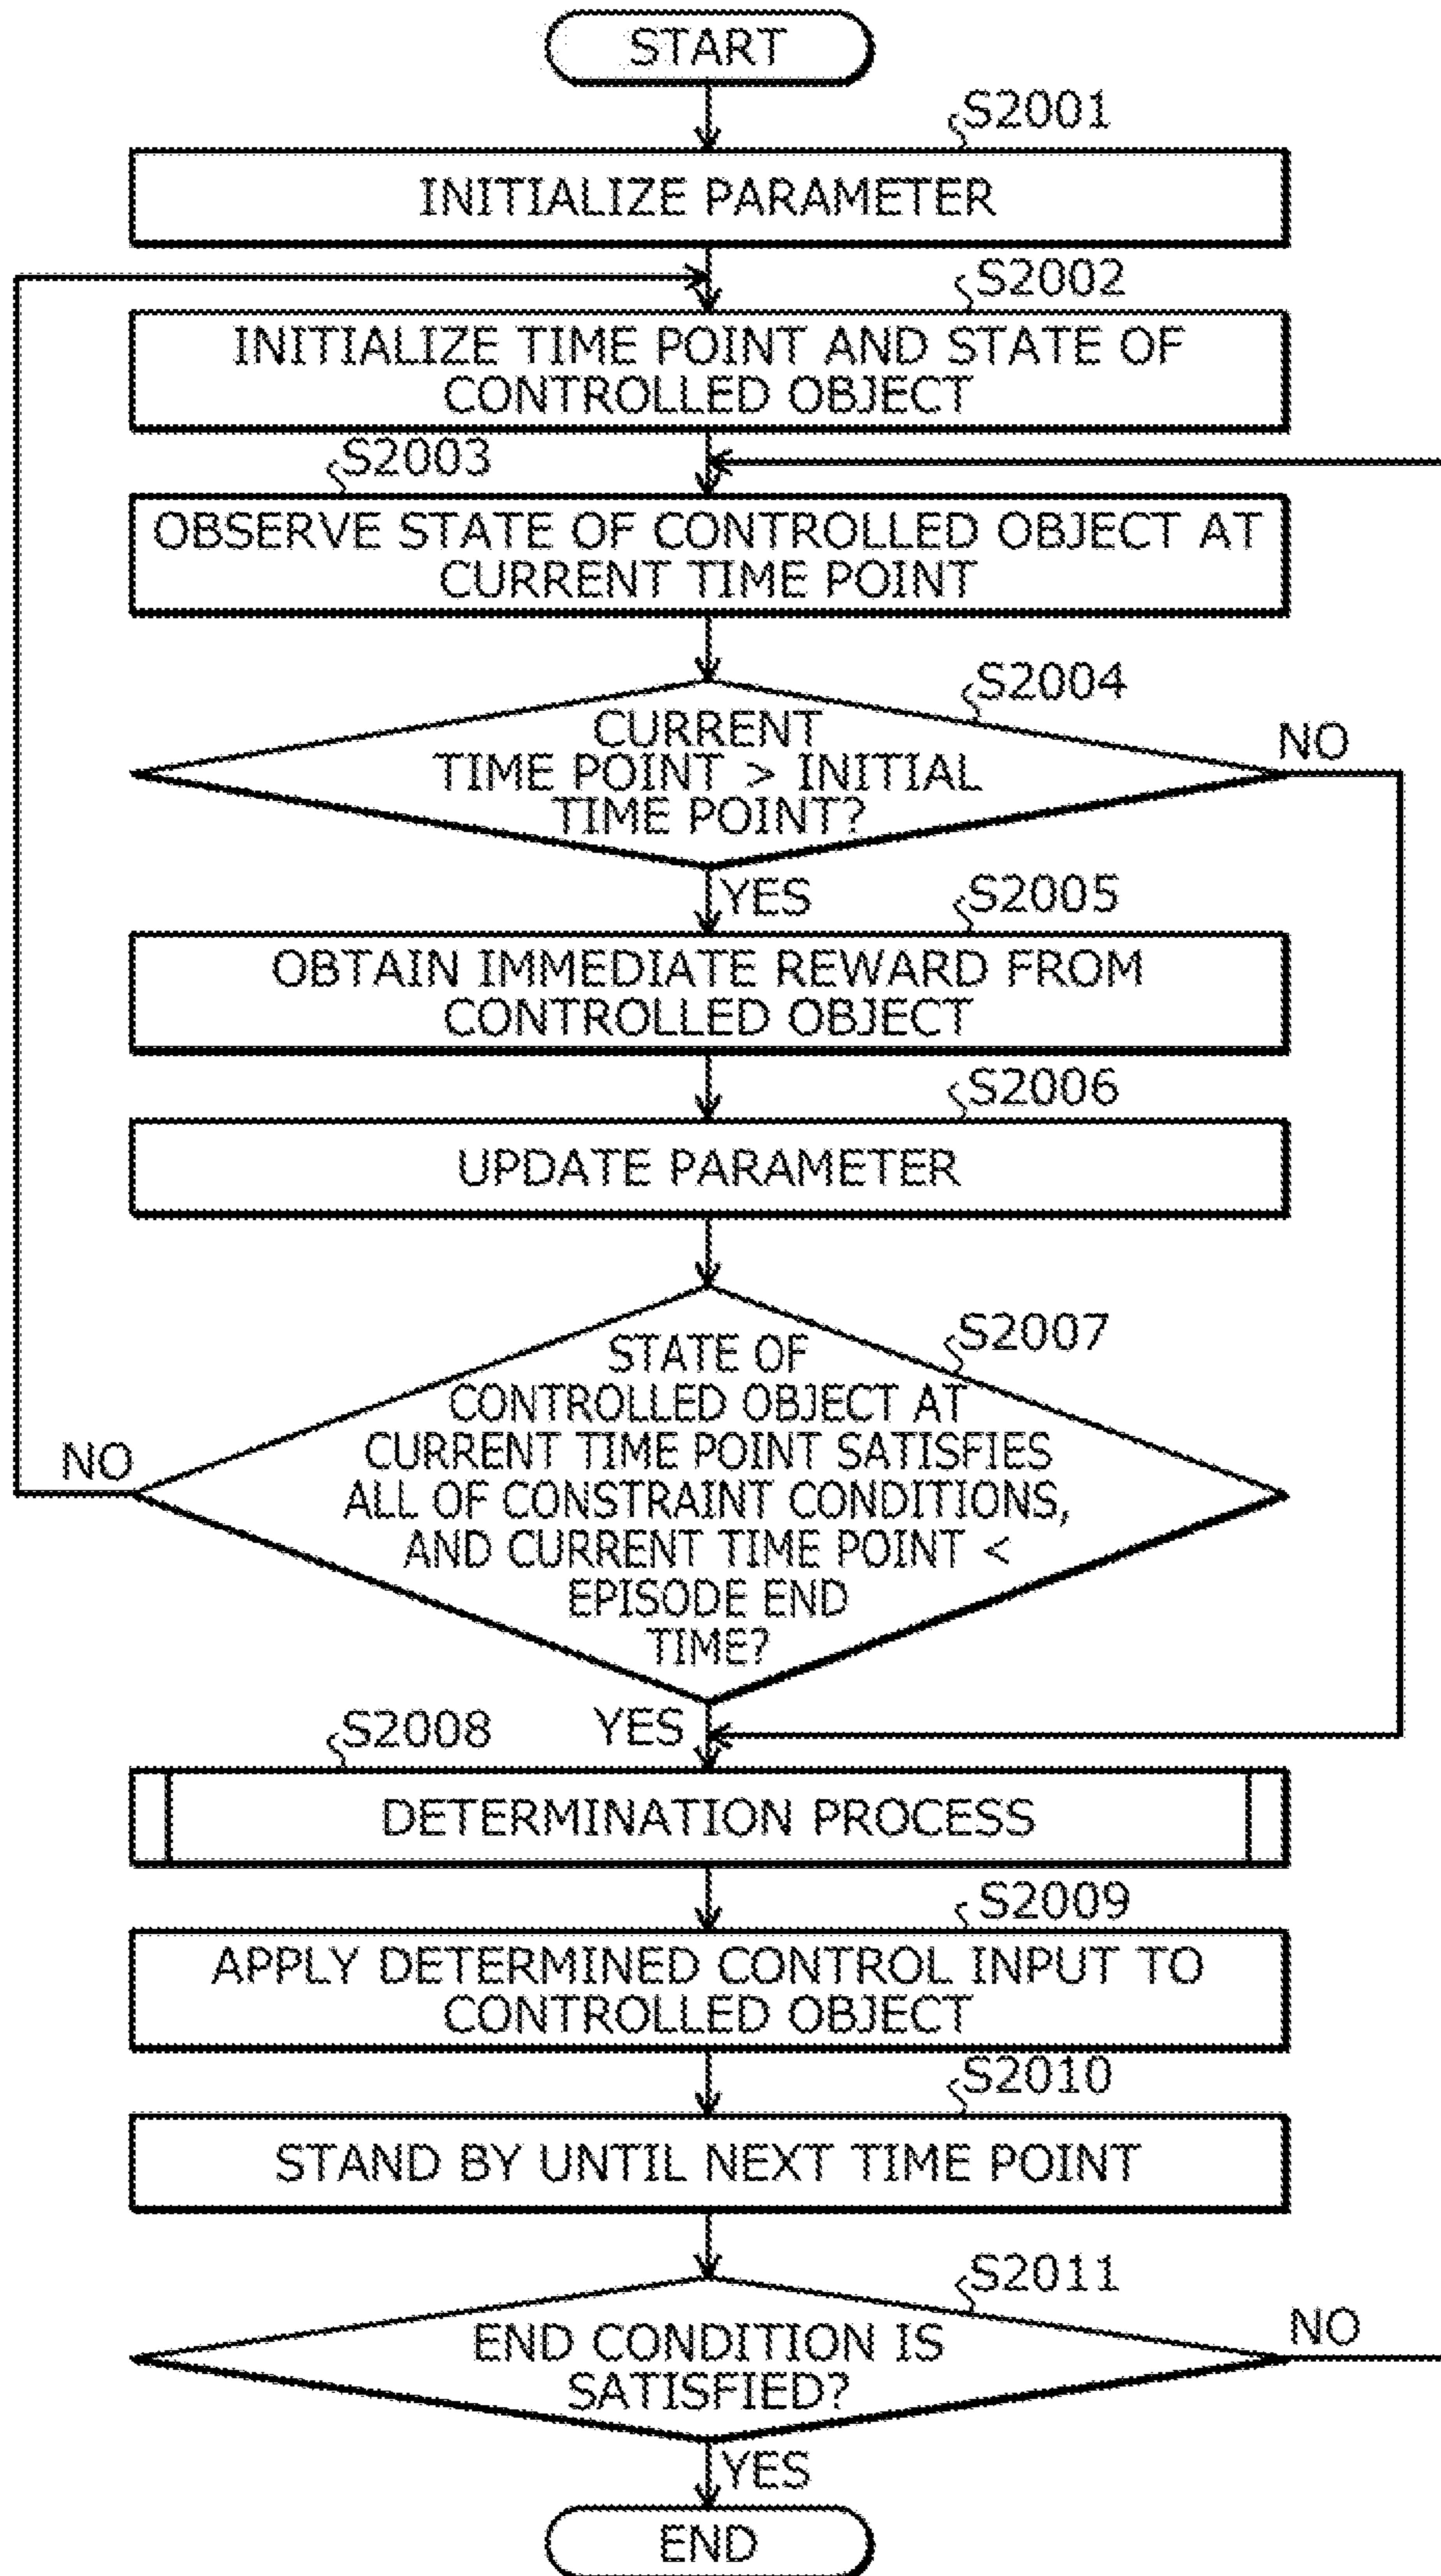 START
S2001
INITIALIZE PARAMETER
S2002
INITIALIZE TIME POINT AND STATE OF
CONTROLLED OBJECT
S2003
OBSERVE STATE OF CONTROLLED OBJECT AT
CURRENT TIME POINT
S2004
CURRENT
TIME POINT > INITIAL
TIME POINT?
NO
YES
S2005
OBTAIN IMMEDIATE REWARD FROM
CONTROLLED OBJECT
S2006
UPDATE PARAMETER
S2007
STATE OF
CONTROLLED OBJECT AT
CURRENT TIME POINT SATISFIES
ALL OF CONSTRAINT CONDITIONS,
AND CURRENT TIME POINT <
EPISODE END
TIME?
NO
YES
S2008
DETERMINATION PROCESS
S2009
APPLY DETERMINED CONTROL INPUT TO
CONTROLLED OBJECT
S2010
STAND BY UNTIL NEXT TIME POINT
S2011
END CONDITION IS
SATISFIED?
NO
YES
END